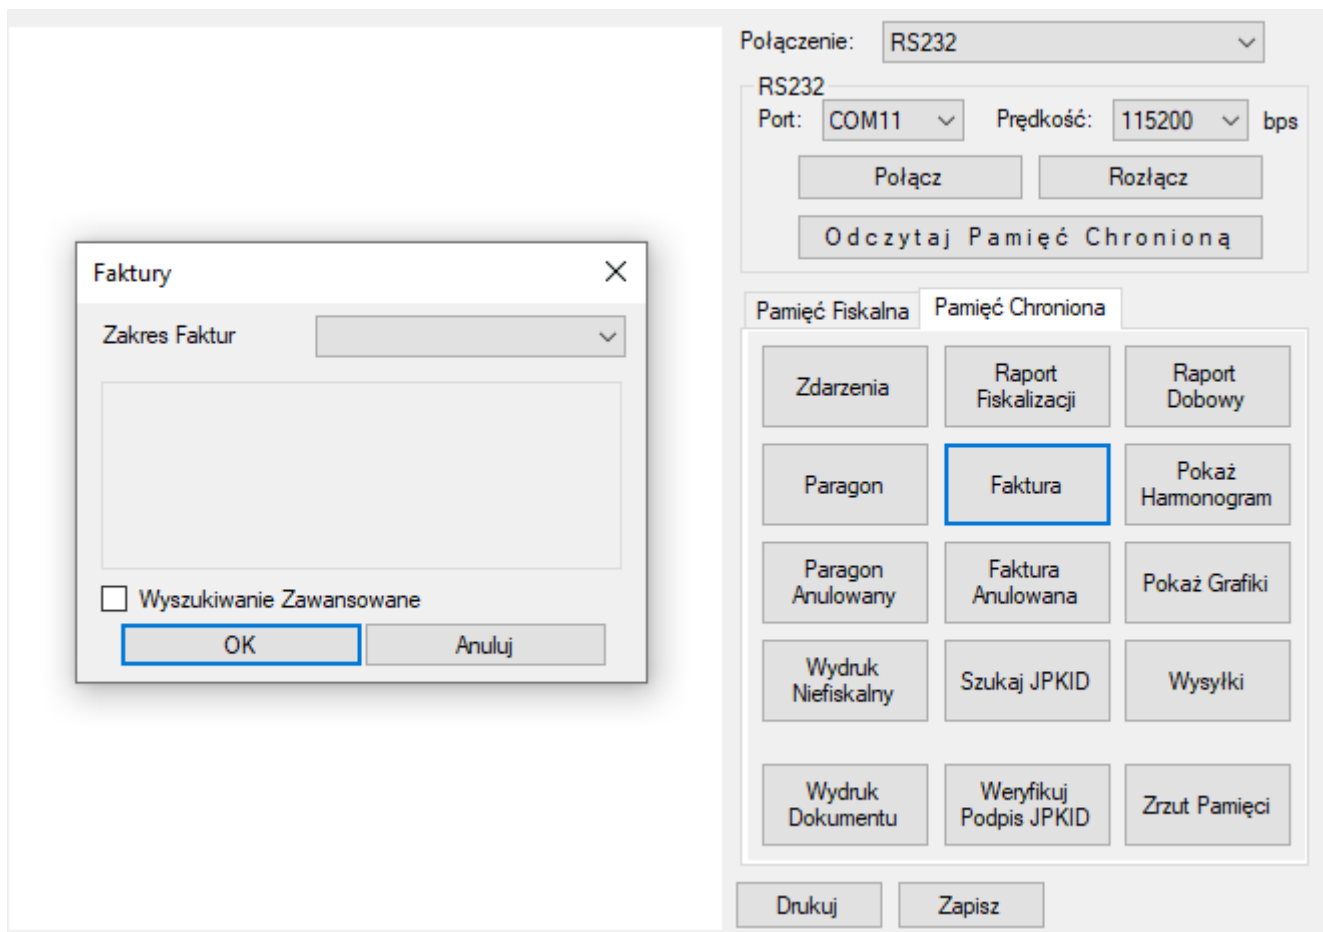 Połączenie: RS232
RS232
Port: COM11 Prędkość: 115200 bps
Połącz Rozłącz
Odczytaj Pamięć Chronioną
Faktury
Zakres Faktur
Wyszukiwanie Zawansowane
OK Anuluj
Pamięć Fiskalna Pamięć Chroniona
Zdarzenia
Raport
Fiskalizacji
Raport
Dobowy
Paragon
Faktura
Pokaż
Harmonogram
Paragon
Anulowany
Faktura
Anulowana
Pokaż Grafiki
Wydruk
Niefiskalny
Szukaj JPKID
Wysyłki
Wydruk
Dokumentu
Weryfikuj
Podpis JPKID
Zrzut Pamięci
Drukuj Zapisz